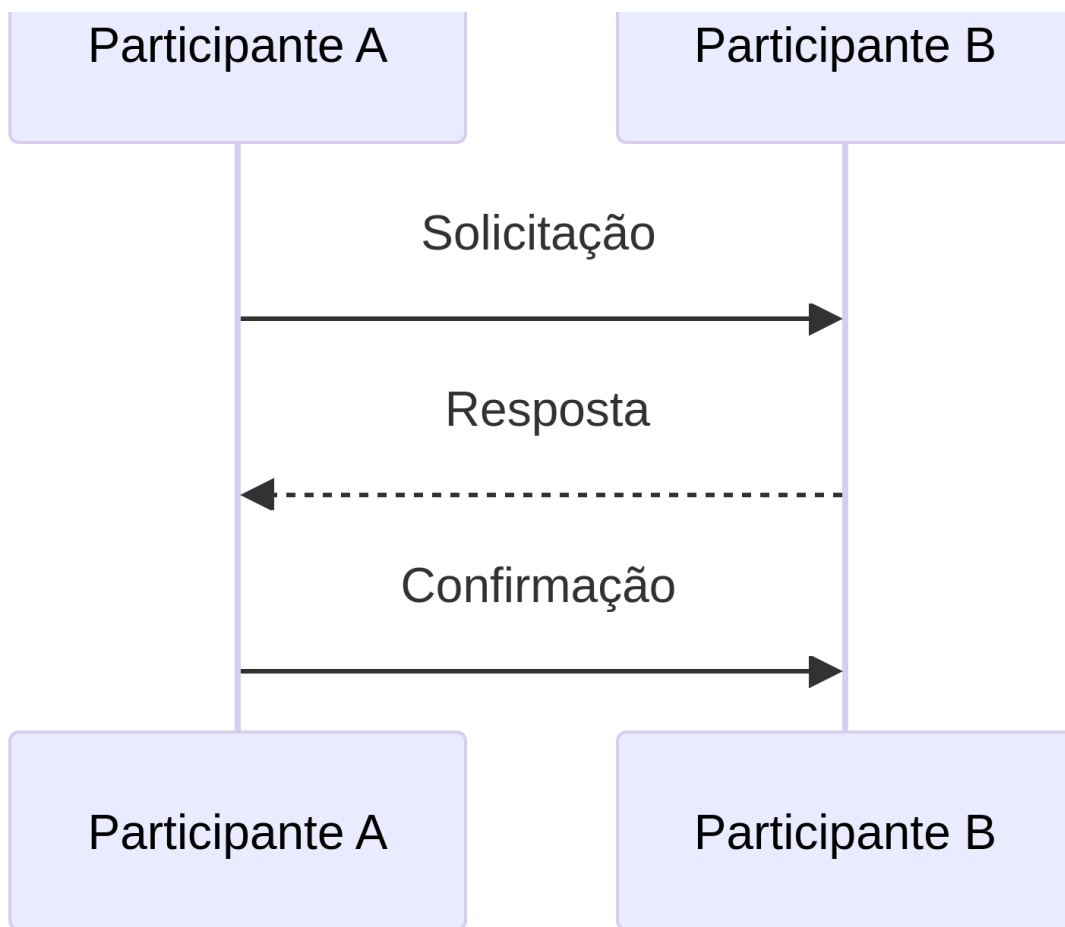 Participante A
Participante B
Solicitação
Resposta
Confirmação
Participante A
Participante B